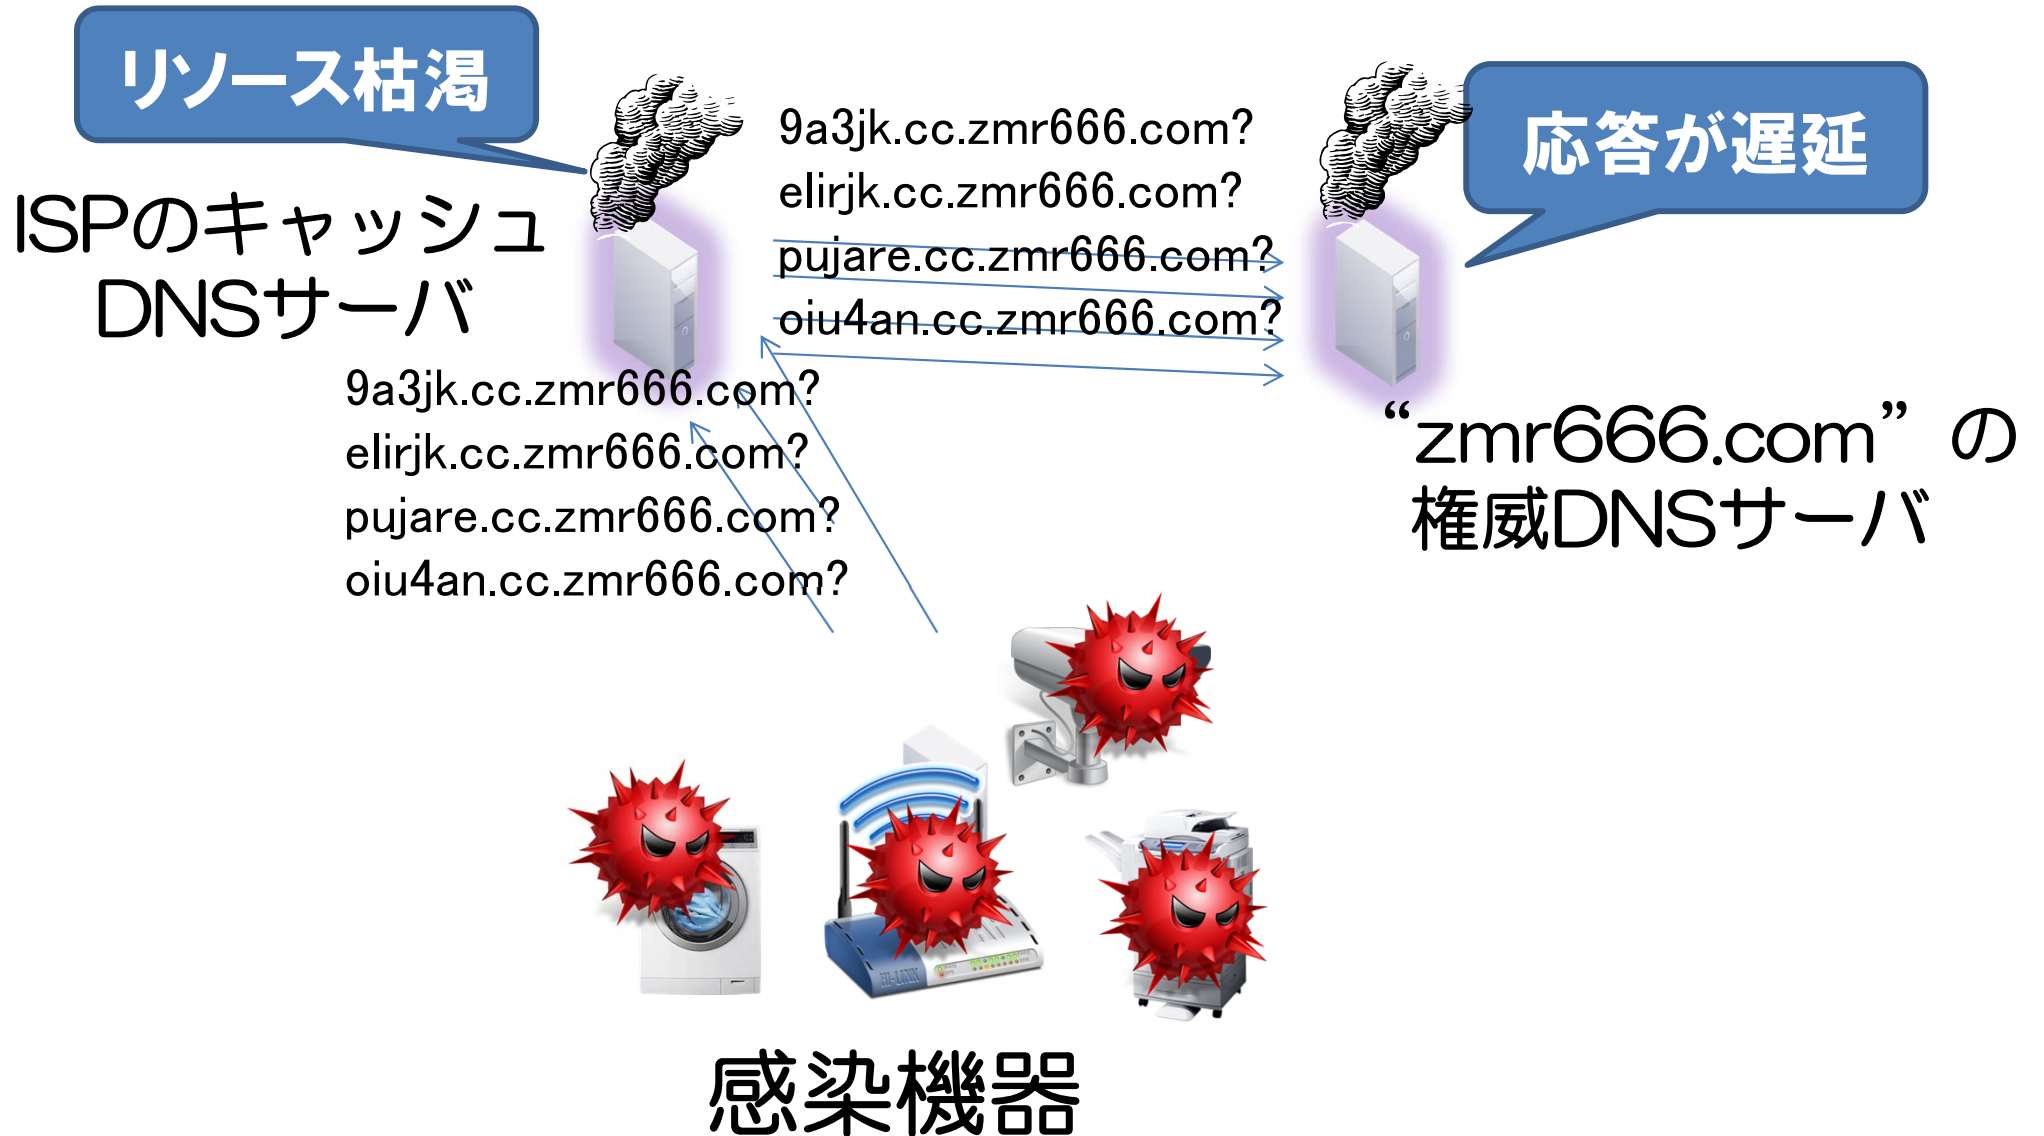 リソース枯渇
応答が遅延
ISPのキャッシュ
DNSサーバ
9a3jk.cc.zmr666.com?
elirjk.cc.zmr666.com?
pujare.cc.zmr666.com?
oiu4an.cc.zmr666.com?
9a3jk.cc.zmr666.com?
elirjk.cc.zmr666.com?
pujare.cc.zmr666.com?
oiu4an.cc.zmr666.com?
“zmr666.com”の
権威DNSサーバ
HI-LINK
感染機器